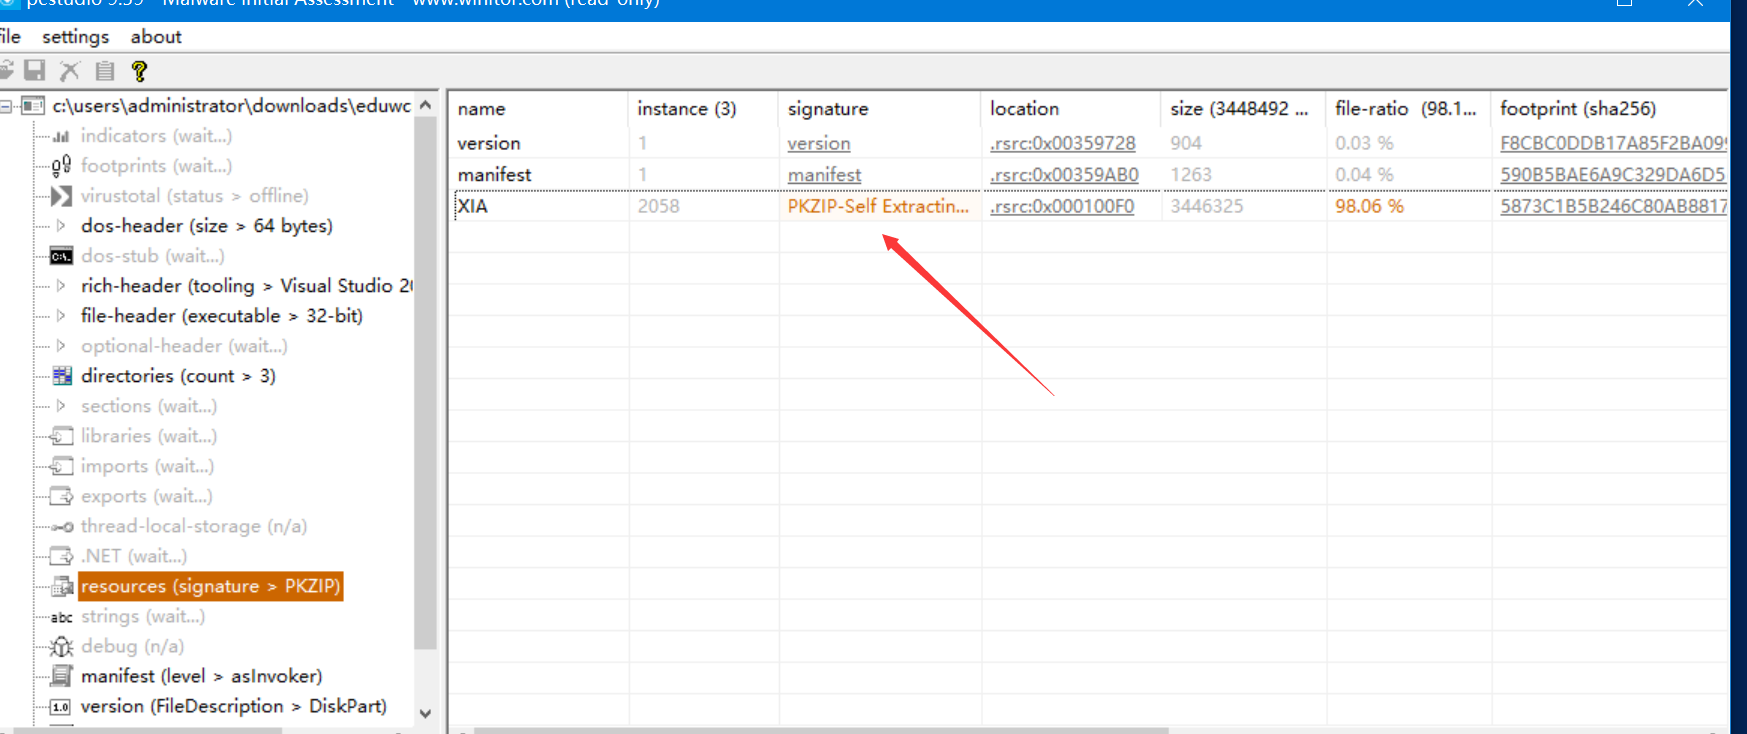 pestudio 9.59 - Malware Initial Assessment - www.winitor.com (read-only)
file settings about
c:\users\administrator\downloads\eduwc
indicators (wait...)
footprints (wait...)
virustotal (status > offline)
dos-header (size > 64 bytes)
dos-stub (wait...)
rich-header (tooling > Visual Studio 20
file-header (executable > 32-bit)
optional-header (wait...)
directories (count > 3)
sections (wait...)
libraries (wait...)
imports (wait...)
exports (wait...)
thread-local-storage (n/a)
.NET (wait...)
resources (signature > PKZIP)
abc strings (wait...)
debug (n/a)
manifest (level > asInvoker)
1.0 version (FileDescription > DiskPart)
name instance (3) signature location size (3448492 ... file-ratio (98.1... footprint (sha256)
version 1 version .rsrc:0x00359728 904 0.03 % F8CBC0DDB17A85F2BA099
manifest 1 manifest .rsrc:0x00359AB0 1263 0.04 % 590B5BAE6A9C329DA6D5
XIA 2058 PKZIP-Self Extractin... .rsrc:0x000100F0 3446325 98.06 % 5873C1B5B246C80AB8817